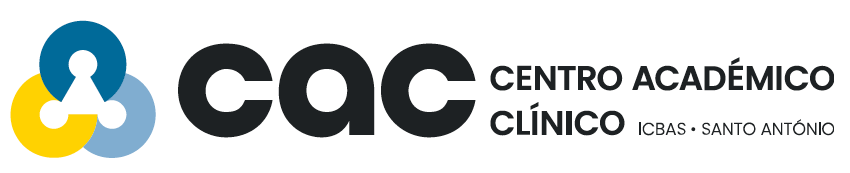 cac
CENTRO ACADÉMICO
CLÍNICO ICBAS • SANTO ANTÓNIO